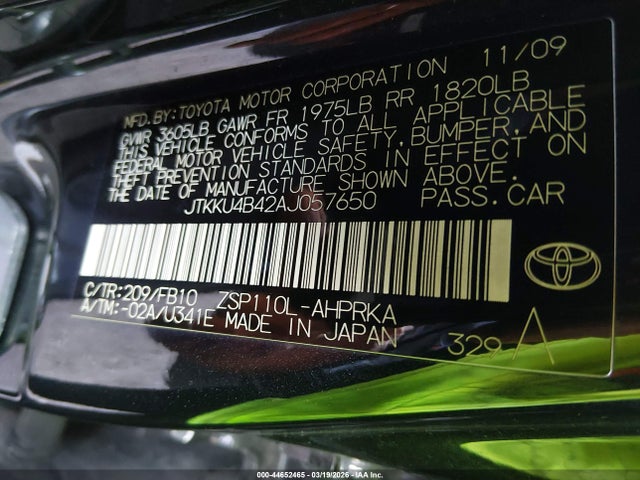 MFD.BY:TOYOTA MOTOR CORPORATION 11/09
GVWR 3605LB GAWR FR 1975LB RR 1820LB
THIS VEHICLE CONFORMS TO ALL APPLICABLE
FEDERAL MOTOR VEHICLE SAFETY,BUMPER,AND
THEFT PREVENTION STANDARDS IN EFFECT ON
THE DATE OF MANUFACTURE SHOWN ABOVE.
JTKKU4B42AJ057650 PASS.CAR
C/TR:209/FB10 ZSP110L-AHPRKA
A/TM:-02A/U341E MADE IN JAPAN
329 A
000-44652465 - 03/19/2026 - IAA Inc.